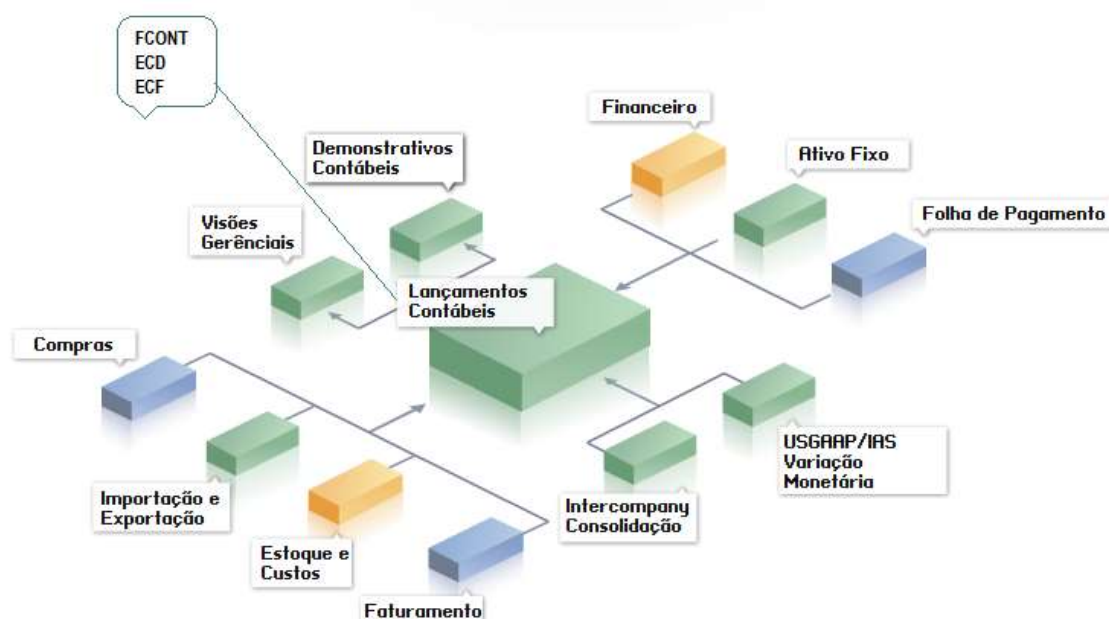 FCONT
ECD
ECF
Financeiro
Demonstrativos
Contábeis
Ativo Fixo
Visões
Gerênciais
Folha de Pagamento
Lançamentos
Contábeis
Compras
USGAAP/IAS
Variação
Monetária
Importação e
Exportação
Intercompany
Consolidação
Estoque e
Custos
Faturamento